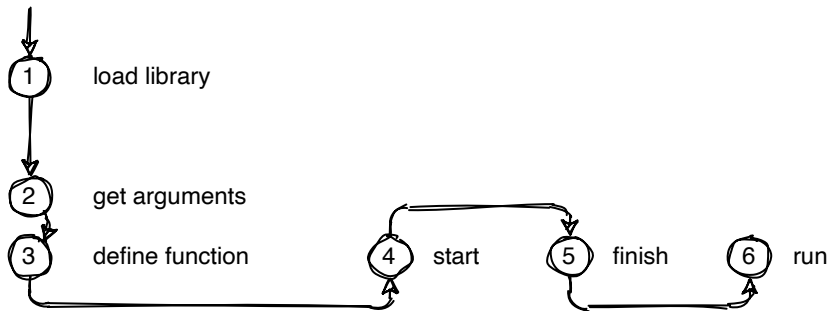 1 load library
2 get arguments
3 define function 4 start 5 finish 6 run